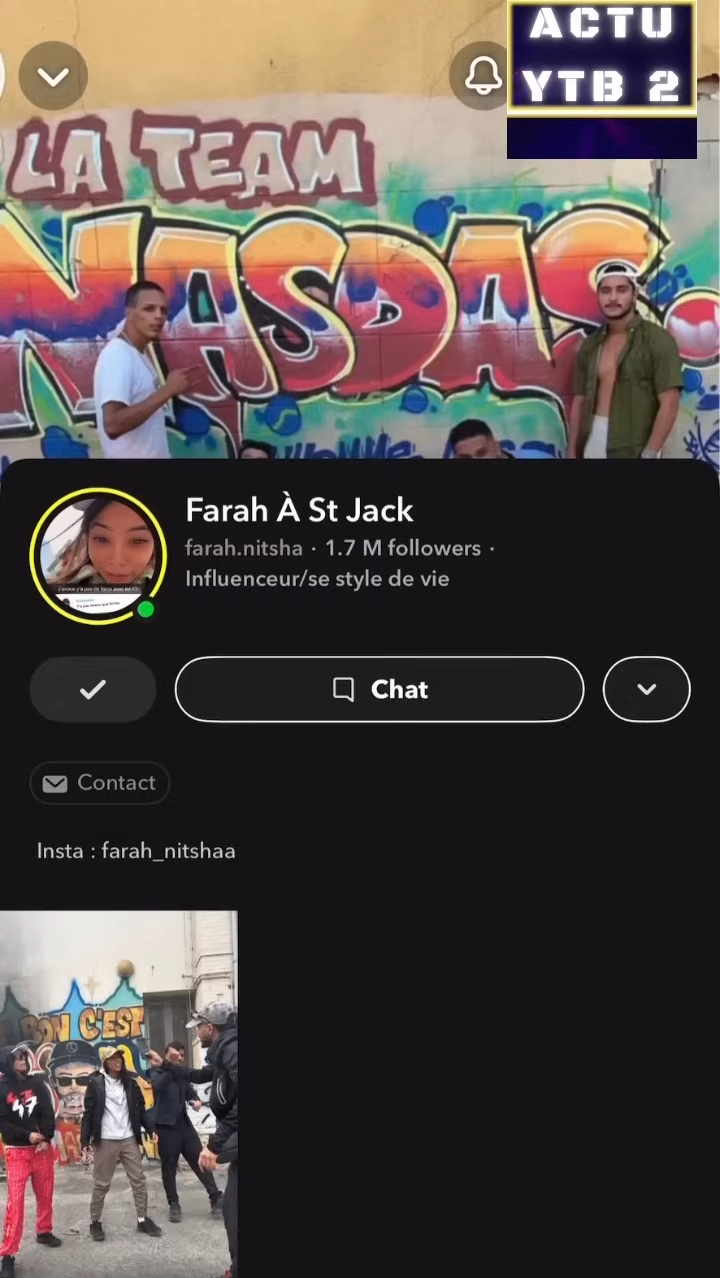 ACTU
YTB 2
LA TEAM
NASDAS
Farah À St Jack
farah.nitsha · 1.7 M followers ·
Influenceur/se style de vie
Chat
Contact
Insta : farah_nitshaa
BON C'EST
47